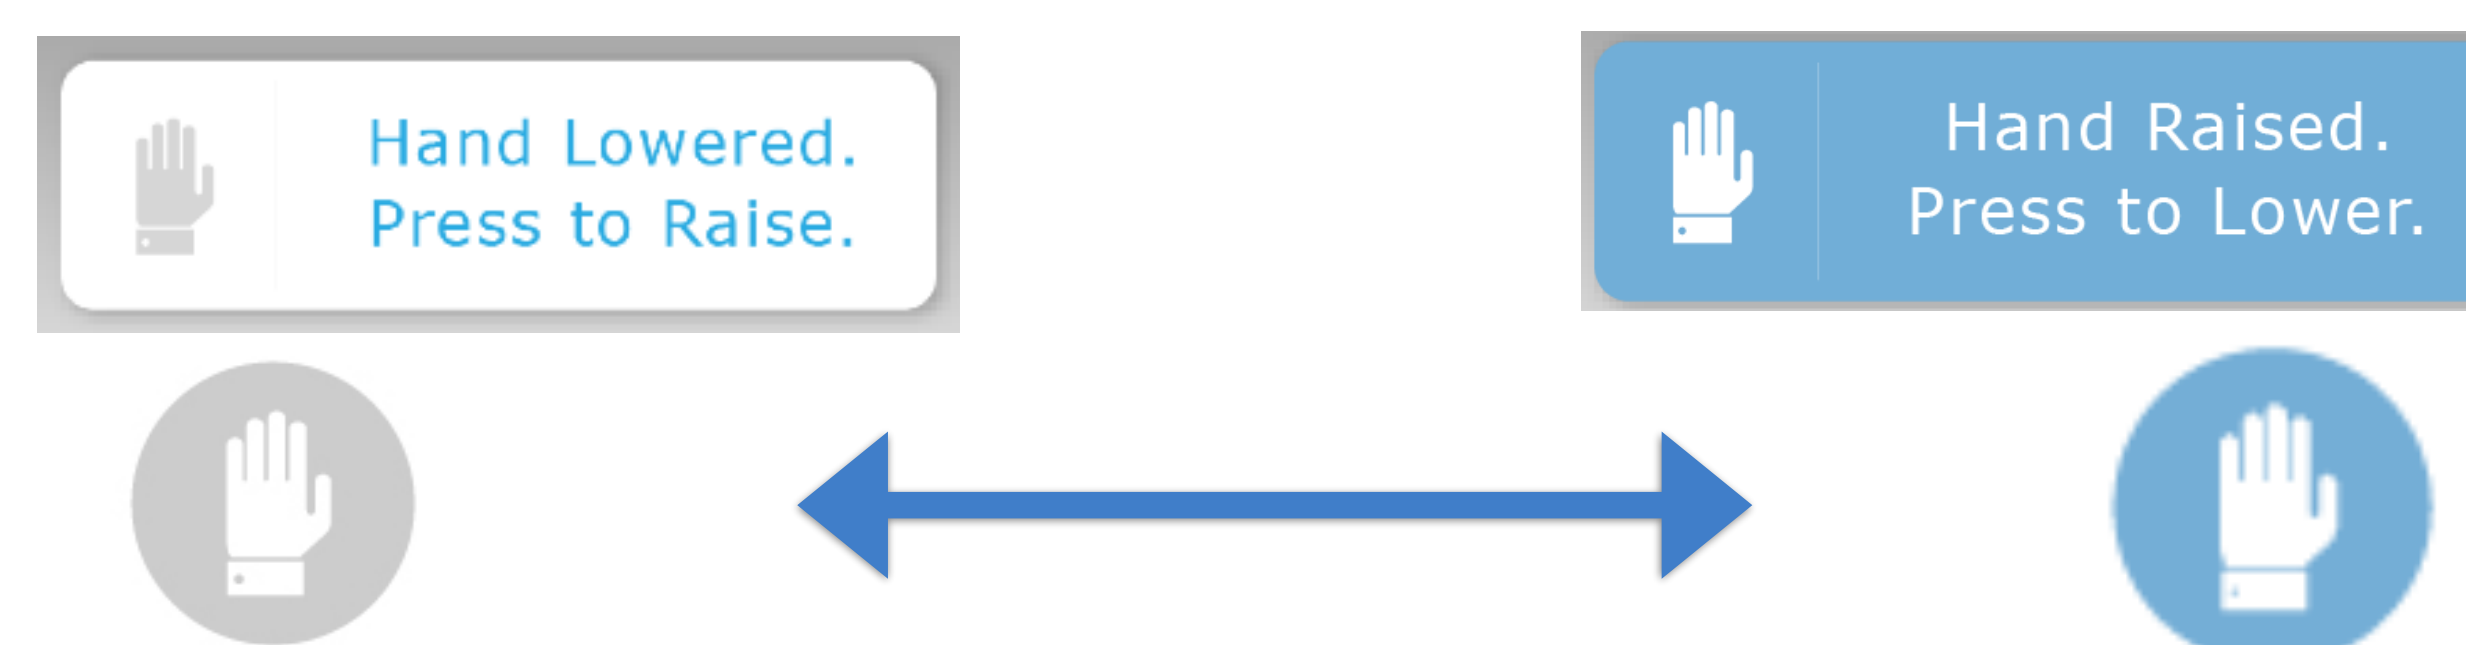 Hand Lowered.
Press to Raise.
Hand Raised.
Press to Lower.